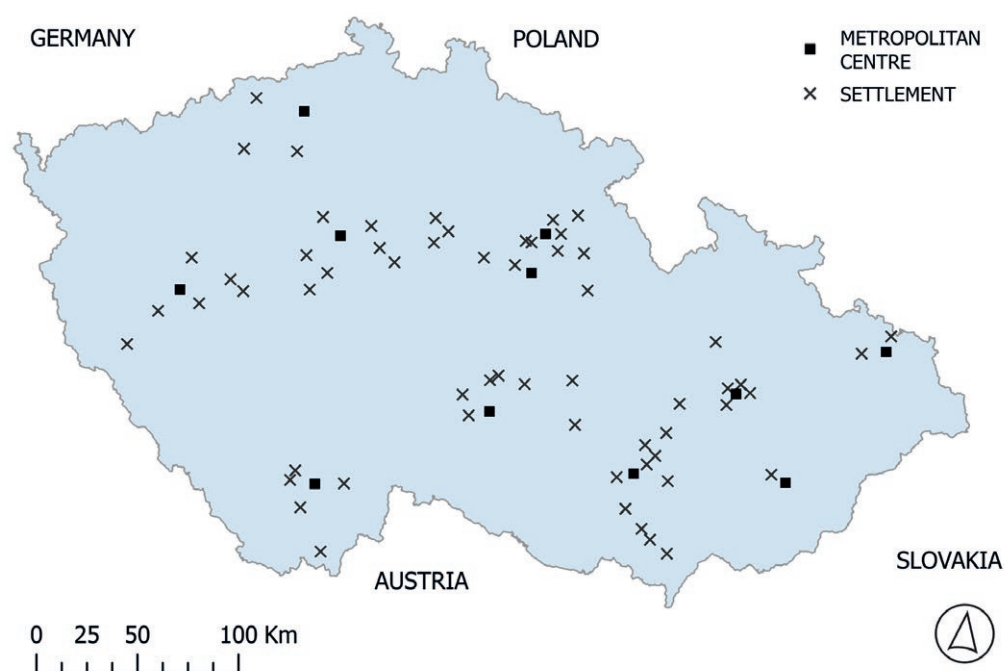 GERMANY
POLAND
METROPOLITAN
CENTRE
SETTLEMENT
AUSTRIA
SLOVAKIA
0 25 50 100 Km